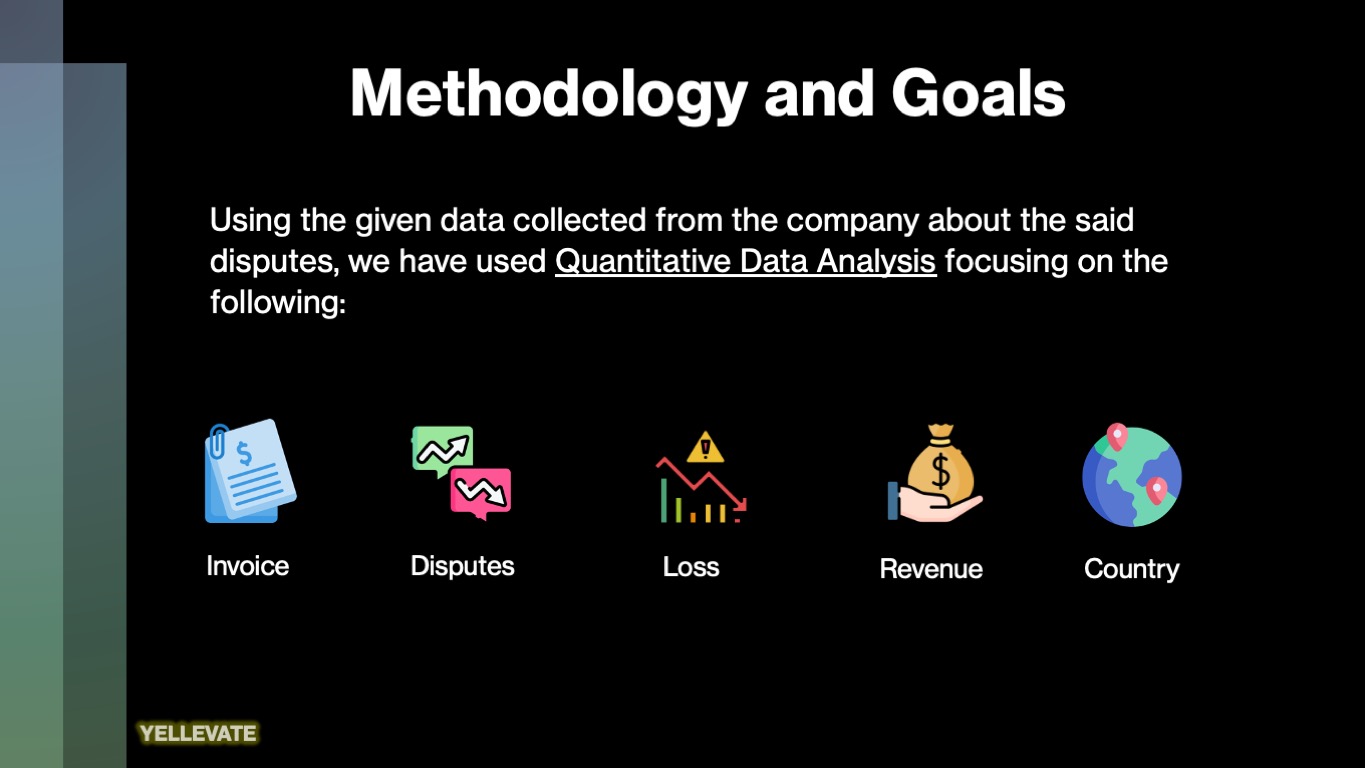 Methodology and Goals
Using the given data collected from the company about the said
disputes, we have used Quantitative Data Analysis focusing on the
following:
$
$
Invoice
Disputes
Loss
Revenue
Country
YELLEVATE